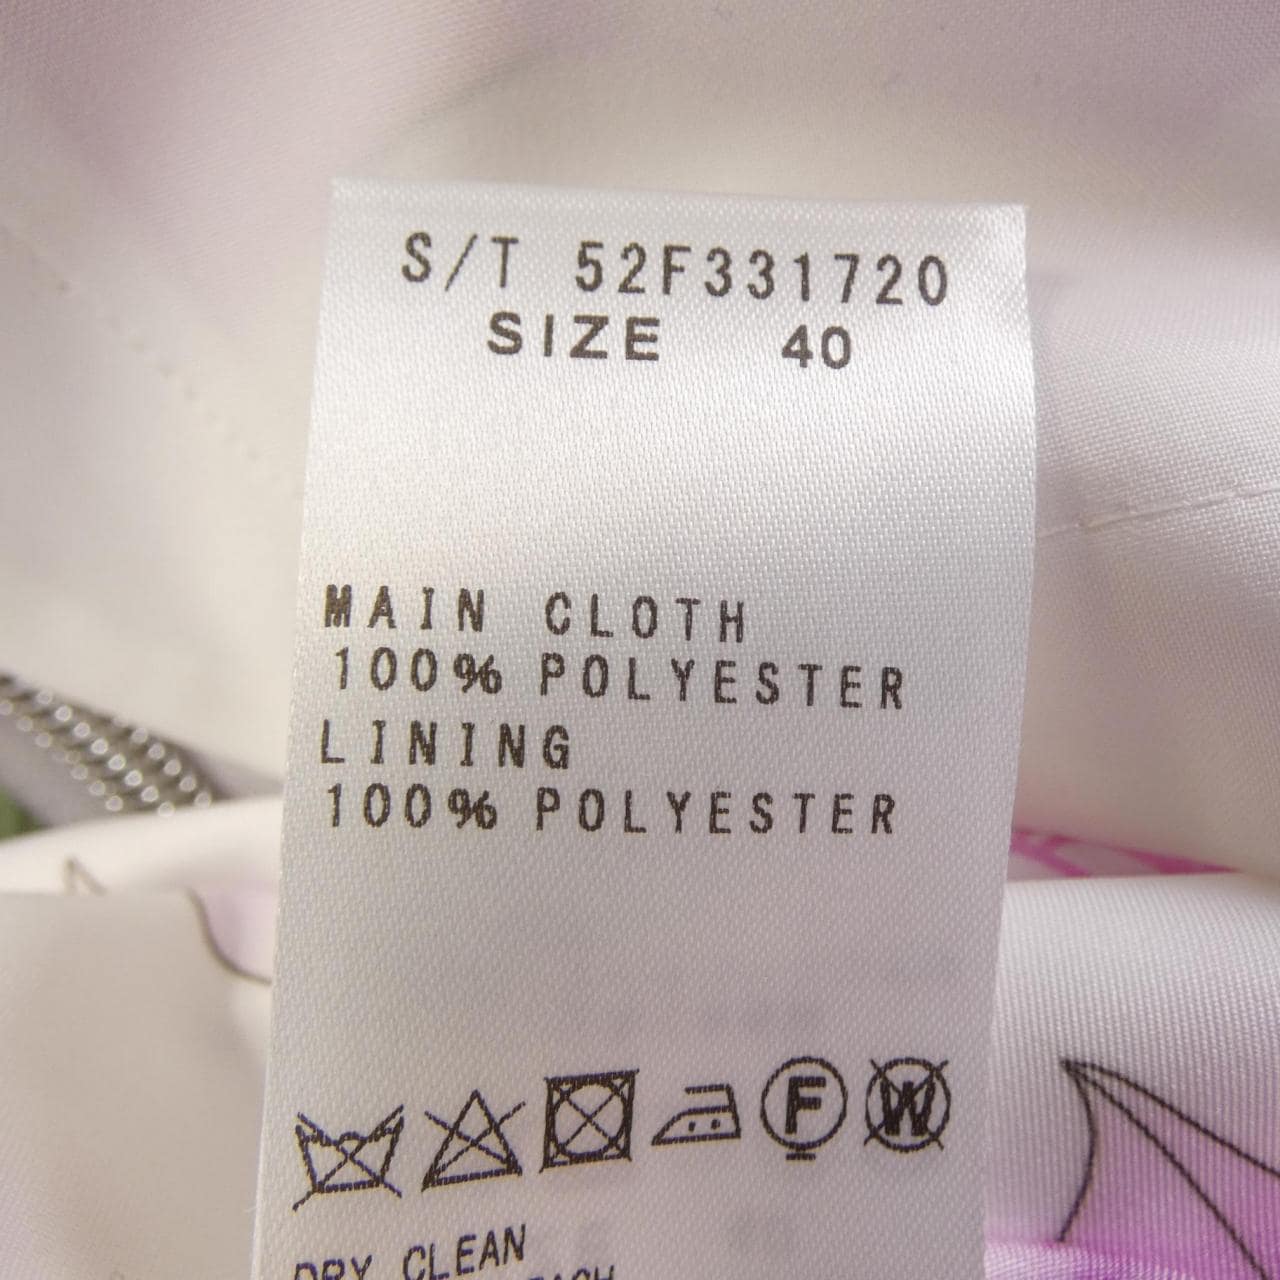 S/T 52F331720
SIZE 40
MAIN CLOTH
100% POLYESTER
LINING
100% POLYESTER
F W
DRY CLEAN